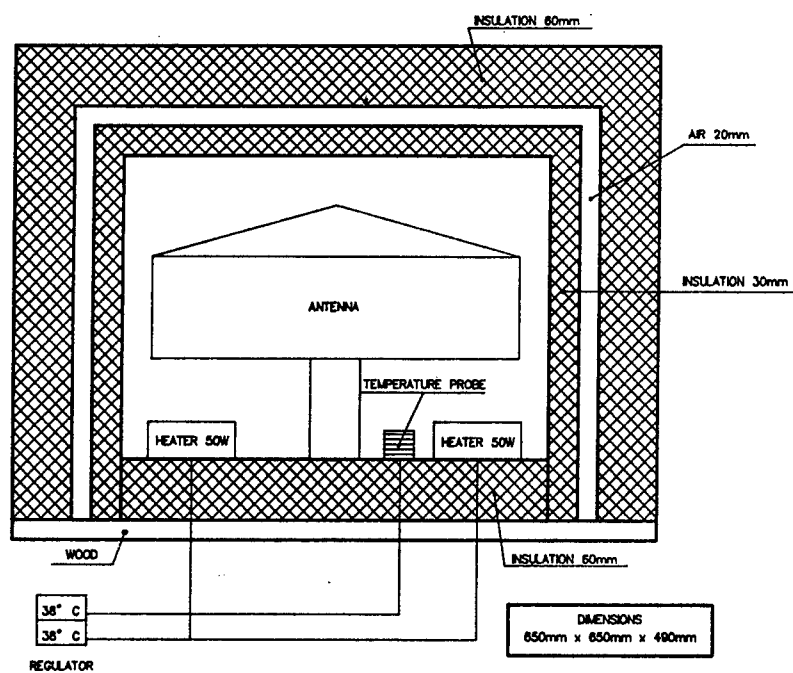 INSULATION 60mm
AIR 20mm
INSULATION 30mm
ANTENNA
TEMPERATURE PROBE
HEATER 50W
HEATER 50W
WOOD
INSULATION 60mm
38° C
38° C
REGULATOR
DIMENSIONS
650mm x 650mm x 490mm